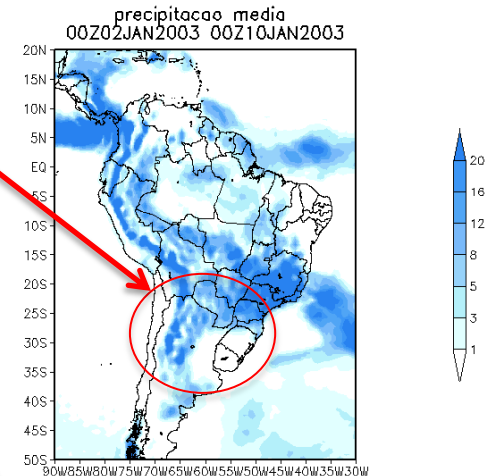 precipitacao media
00Z02JAN2003 00Z10JAN2003
20N
15N
10N
5N
EQ
5S
10S
15S
20S
25S
30S
35S
40S
45S
50S
90W85W80W75W70W65W60W55W50W45W40W35W30W
20
16
12
8
5
3
1